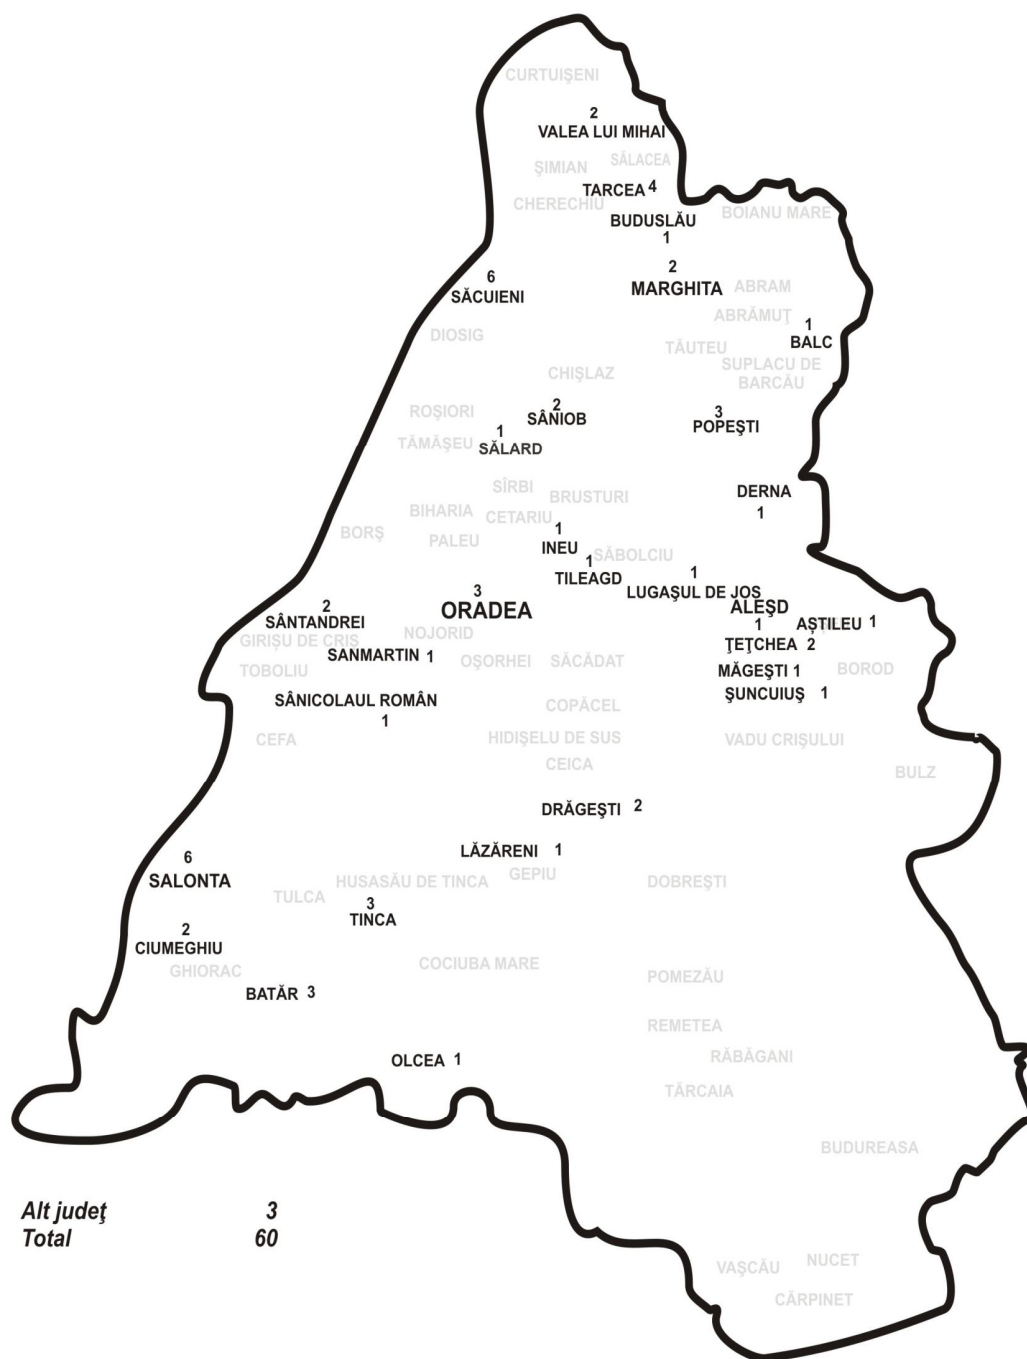 CURTUIŞENI
2
VALEA LUI MIHAI
SĂLACEA
ŞIMIAN
TARCEA 4
CHERECHIU
BOIANU MARE
BUDUSLĂU
1
2
6
MARGHITA
ABRAM
SĂCUIENI
ABRĂMUŢ
1
DIOSIG
BALC
TĂUTEU
SUPLACU DE
BARCĂU
CHIŞLAZ
2
ROŞIORI
3
SÂNIOB
POPEŞTI
1
TĂMĂŞEU
SĂLARD
SÎRBI
DERNA
BRUSTURI
BIHARIA
1
CETARIU
1
BORŞ
PALEU
INEU
SĂBOLCIU
1
TILEAGD
1
LUGAŞUL DE JOS
3
ORADEA
ALEŞD
1
2
SÂNTANDREI
AȘTILEU 1
NOJORID
GIRIȘU DE CRIS
ŢEŢCHEA 2
SANMARTIN 1
OŞORHEI
SĂCĂDAT
TOBOLIU
MĂGEŞTI 1
BOROD
ŞUNCUIUŞ 1
SÂNICOLAUL ROMÂN
1
COPĂCEL
CEFA
HIDIŞELU DE SUS
VADU CRIŞULUI
CEICA
BULZ
DRĂGEŞTI 2
LĂZĂRENI 1
6
SALONTA
HUSASĂU DE TINCA
GEPIU
DOBREŞTI
TULCA
3
TINCA
2
CIUMEGHIU
GHIORAC
COCIUBA MARE
POMEZĂU
BATĂR 3
REMETEA
RĂBĂGANI
OLCEA 1
TĂRCAIA
BUDUREASA
Alt judeţ 3
Total 60
NUCET
VAŞCĂU
CĂRPINET